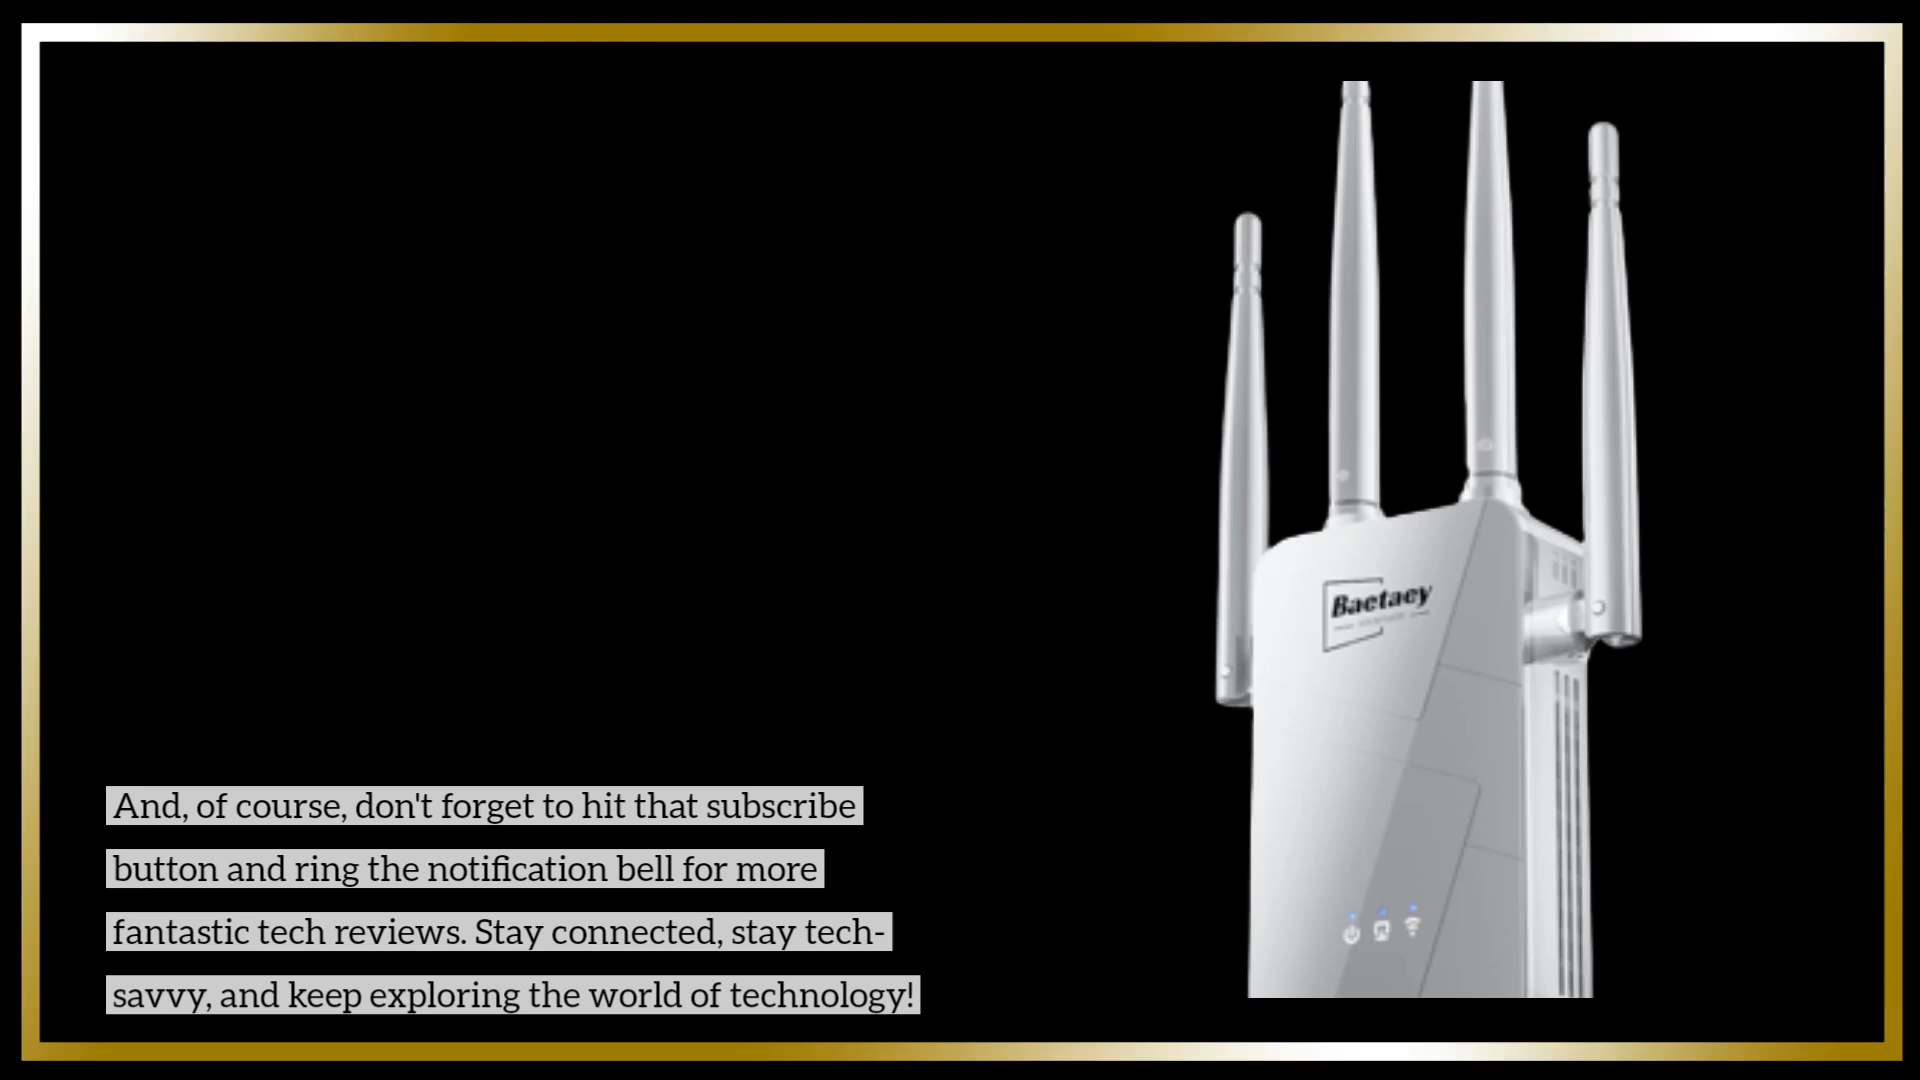 Baetaey
And, of course, don't forget to hit that subscribe
button and ring the notification bell for more
fantastic tech reviews. Stay connected, stay tech-
savvy, and keep exploring the world of technology!